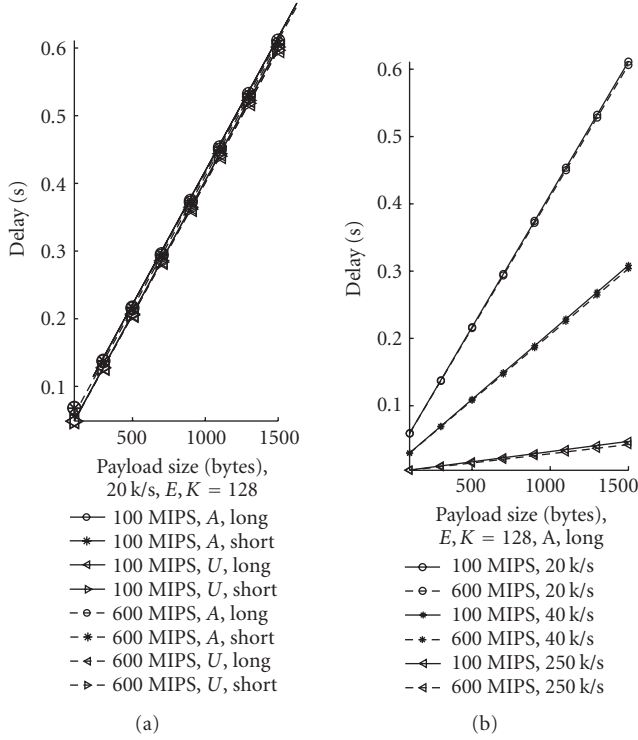 0.6
0.5
0.4
0.3
0.2
0.1
Delay (s)
500
1000
1500
Payload size (bytes),
20 k/s, E, K = 128
100 MIPS, A, long
100 MIPS, A, short
100 MIPS, U, long
100 MIPS, U, short
600 MIPS, A, long
600 MIPS, A, short
600 MIPS, U, long
600 MIPS, U, short
(a)
0.6
0.5
0.4
0.3
0.2
0.1
Delay (s)
500
1000
1500
Payload size (bytes),
E, K = 128, A, long
100 MIPS, 20 k/s
600 MIPS, 20 k/s
100 MIPS, 40 k/s
600 MIPS, 40 k/s
100 MIPS, 250 k/s
600 MIPS, 250 k/s
(b)